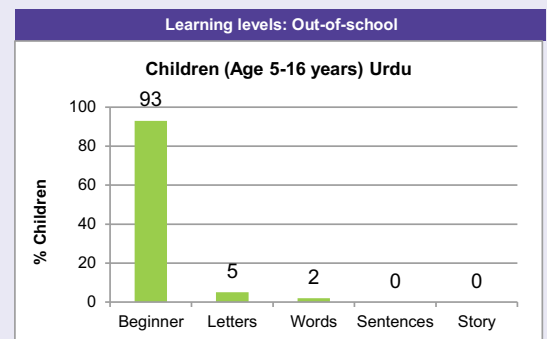 Learning levels: Out-of-school
Children (Age 5-16 years) Urdu
% Children
100
80
60
40
20
0
93
5
2
0
0
Beginner Letters Words Sentences Story